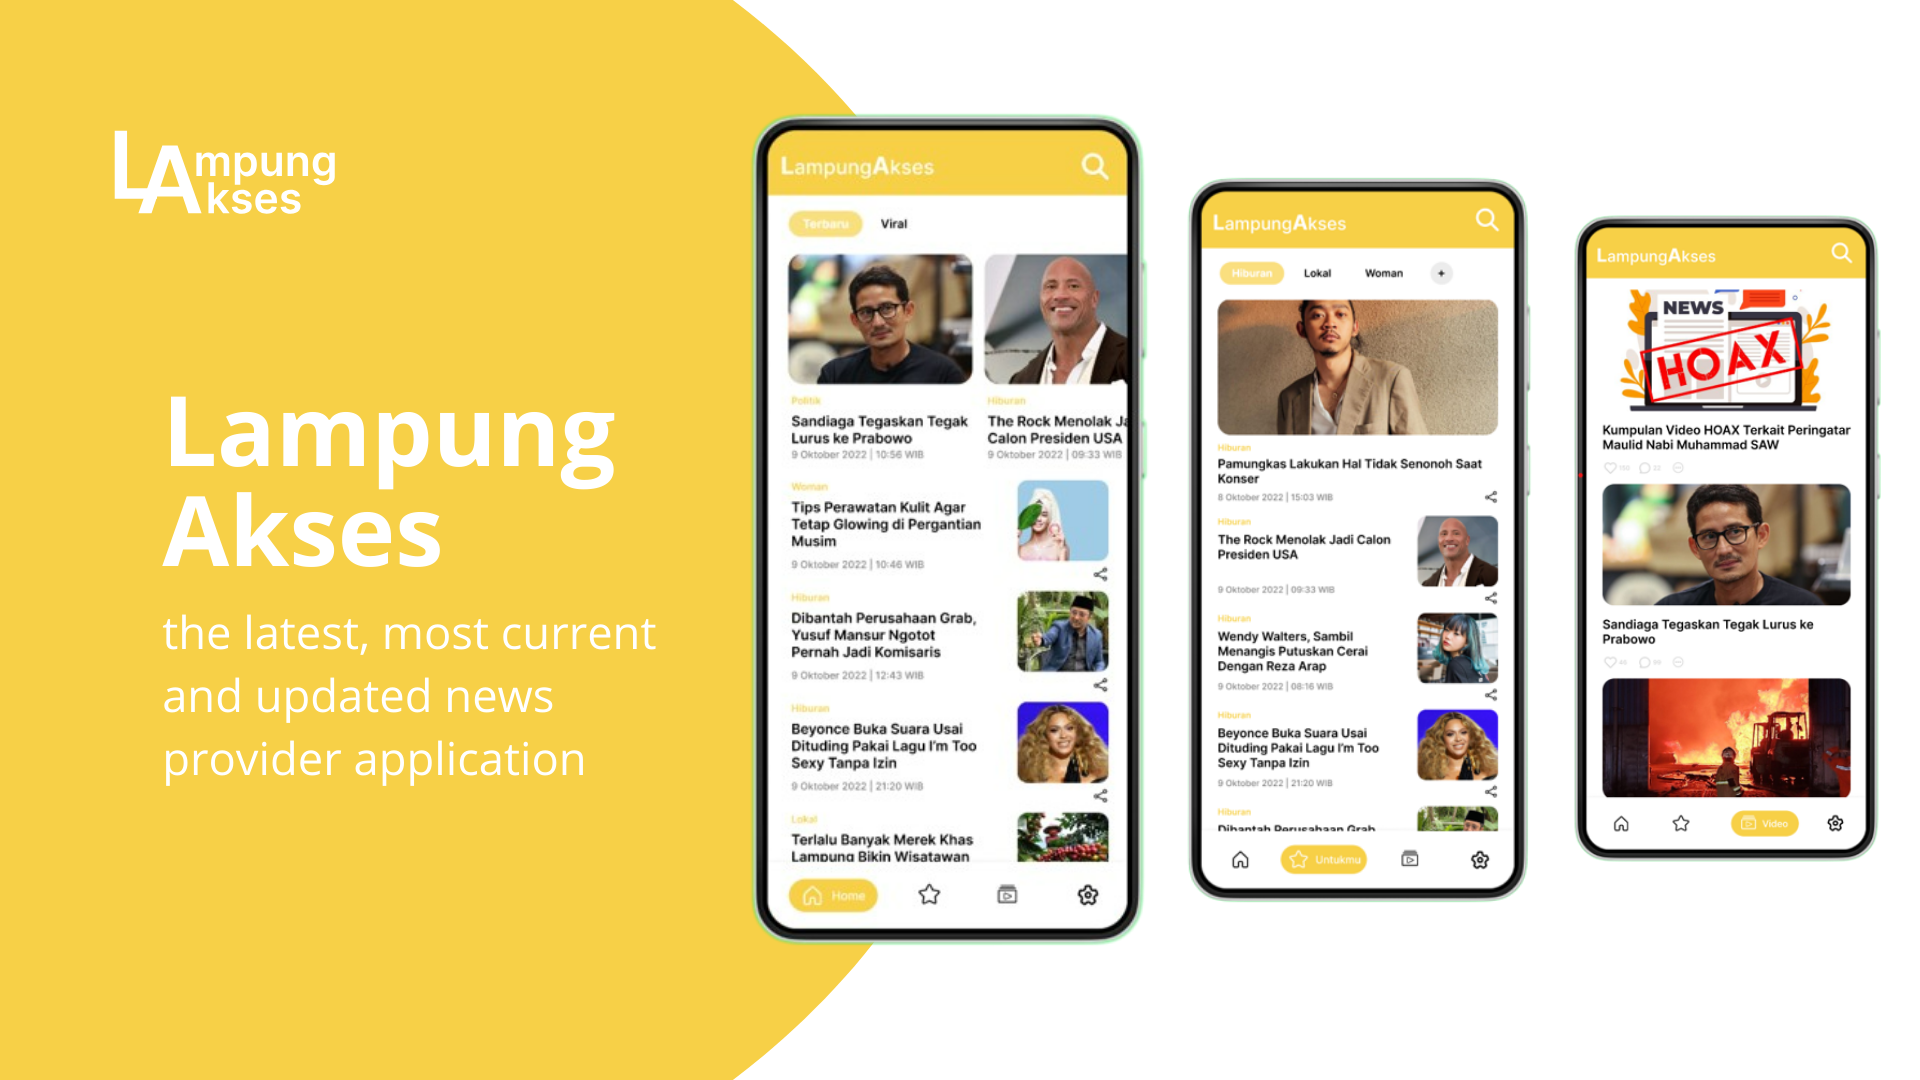 LAmpung
Akses
Lampung
Akses
the latest, most current
and updated news
provider application
LampungAkses
Terbaru
Viral
Politik
Sandiaga Tegaskan Tegak
Lurus ke Prabowo
9 Oktober 2022 | 10:56 WIB
Hiburan
The Rock Menolak Ja
Calon Presiden USA
9 Oktober 2022 | 09:33 WIB
Woman
Tips Perawatan Kulit Agar
Tetap Glowing di Pergantian
Musim
9 Oktober 2022 | 10:46 WIB
Hiburan
Dibantah Perusahaan Grab,
Yusuf Mansur Ngotot
Pernah Jadi Komisaris
9 Oktober 2022 | 12:43 WIB
Hiburan
Beyonce Buka Suara Usai
Dituding Pakai Lagu I'm Too
Sexy Tanpa Izin
9 Oktober 2022 | 21:20 WIB
Lokal
Terlalu Banyak Merek Khas
Lampung Bikin Wisatawan
Home
LampungAkses
Hiburan
Lokal
Woman
+
Hiburan
Pamungkas Lakukan Hal Tidak Senonoh Saat
Konser
8 Oktober 2022 | 15:03 WIB
Hiburan
The Rock Menolak Jadi Calon
Presiden USA
9 Oktober 2022 | 09:33 WIB
Hiburan
Wendy Walters, Sambil
Menangis Putuskan Cerai
Dengan Reza Arap
9 Oktober 2022 | 08:16 WIB
Hiburan
Beyonce Buka Suara Usai
Dituding Pakai Lagu I'm Too
Sexy Tanpa Izin
9 Oktober 2022 | 21:20 WIB
Hiburan
Dibantah Perusahaan Grab
Untukmu
LampungAkses
NEWS
HOAX
Kumpulan Video HOAX Terkait Peringatar
Maulid Nabi Muhammad SAW
Sandiaga Tegaskan Tegak Lurus ke
Prabowo
Video